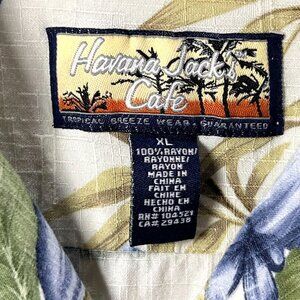 Havana Jack's
Cafe
TROPICAL BREEZE WEAR - GUARANTEED
XL
100% RAYON/
RAYONNE/
RAYON
MADE IN
CHINA
FAIT EN
CHINE
HECHO EN
CHINA
RN# 104321
CA# 29438